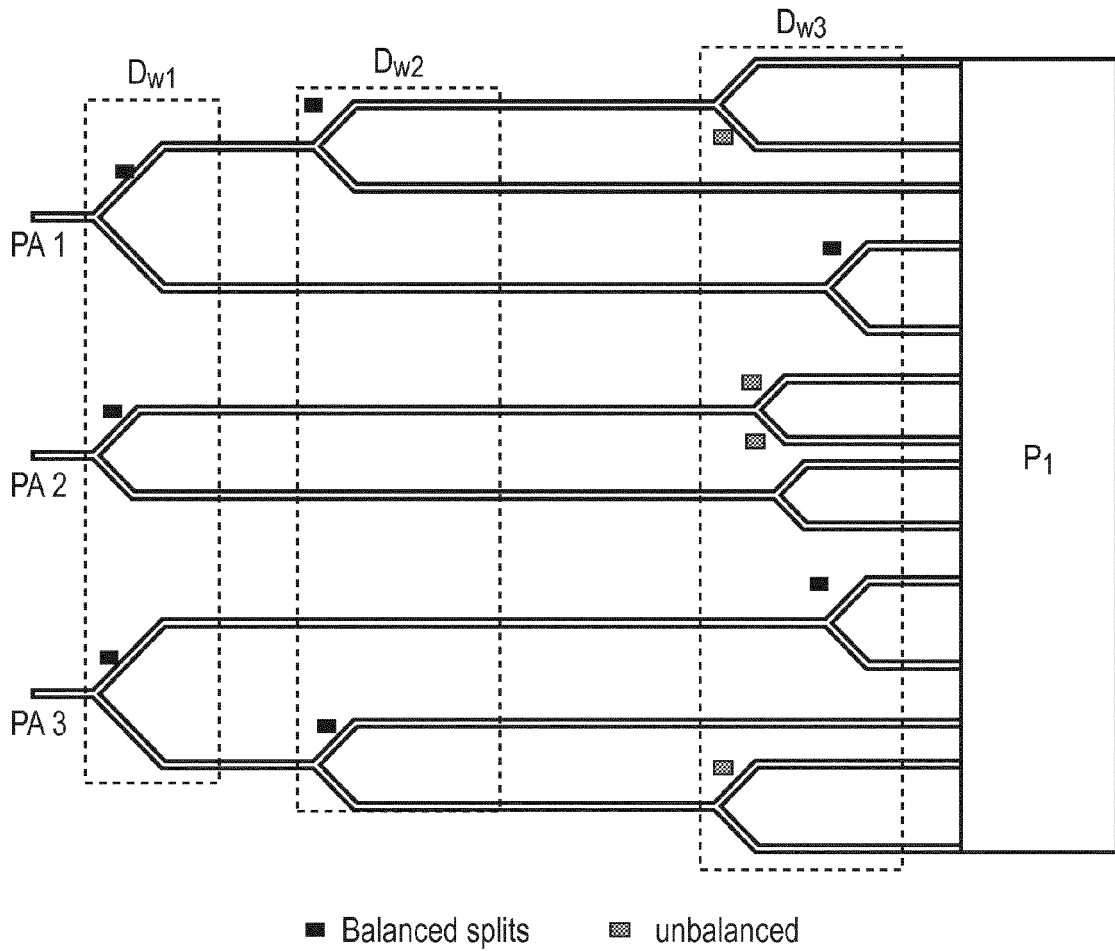 Dw1
Dw2
Dw3
PA 1
PA 2
P1
PA 3
Balanced splits
unbalanced